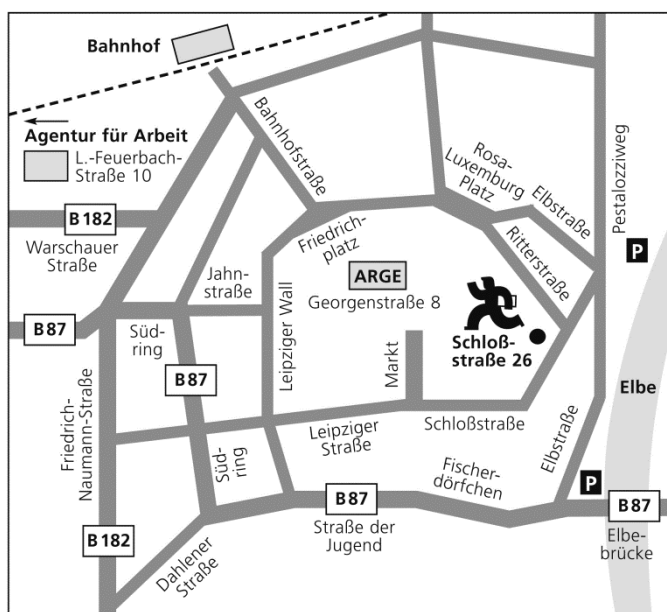 Bahnhof
Agentur für Arbeit
L.-Feuerbach-
Straße 10
B 182
Warschauer
Straße
B 87
Bahnhofstraße
Friedrich-
platz
Rosa-
Luxemburg
Platz
Elbstraße
Ritterstraße
Pestalozziweg
P
Jahn-
straße
Leipziger Wall
ARGE
Georgenstraße 8
Schloß-
straße 26
Markt
Süd-
ring
B 87
Friedrich-
Naumann-Straße
Süd-
ring
Leipziger
Straße
Schloßstraße
Elbe
Elbstraße
Fischer-
dörfchen
P
B 182
Dahlener
Straße
B 87
Straße der
Jugend
B 87
Elbe-
brücke